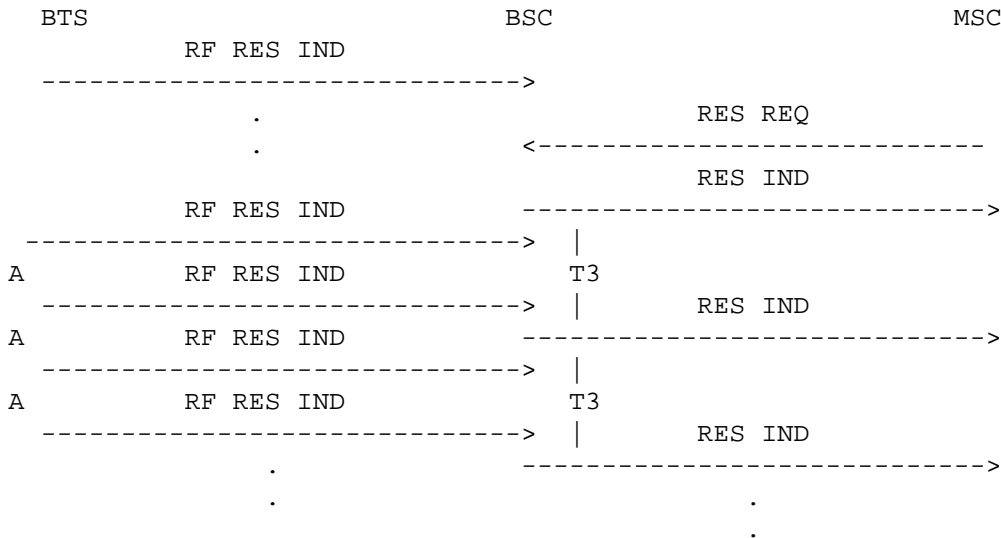 BTS BSC MSC
RF RES IND
------------------------------>
. RES REQ
. <----------------------------
RES IND
RF RES IND ----------------------------->
-------------------------------> |
A RF RES IND T3
------------------------------> | RES IND
A RF RES IND ----------------------------->
------------------------------> |
A RF RES IND T3
------------------------------> | RES IND
. ----------------------------->
. .
.